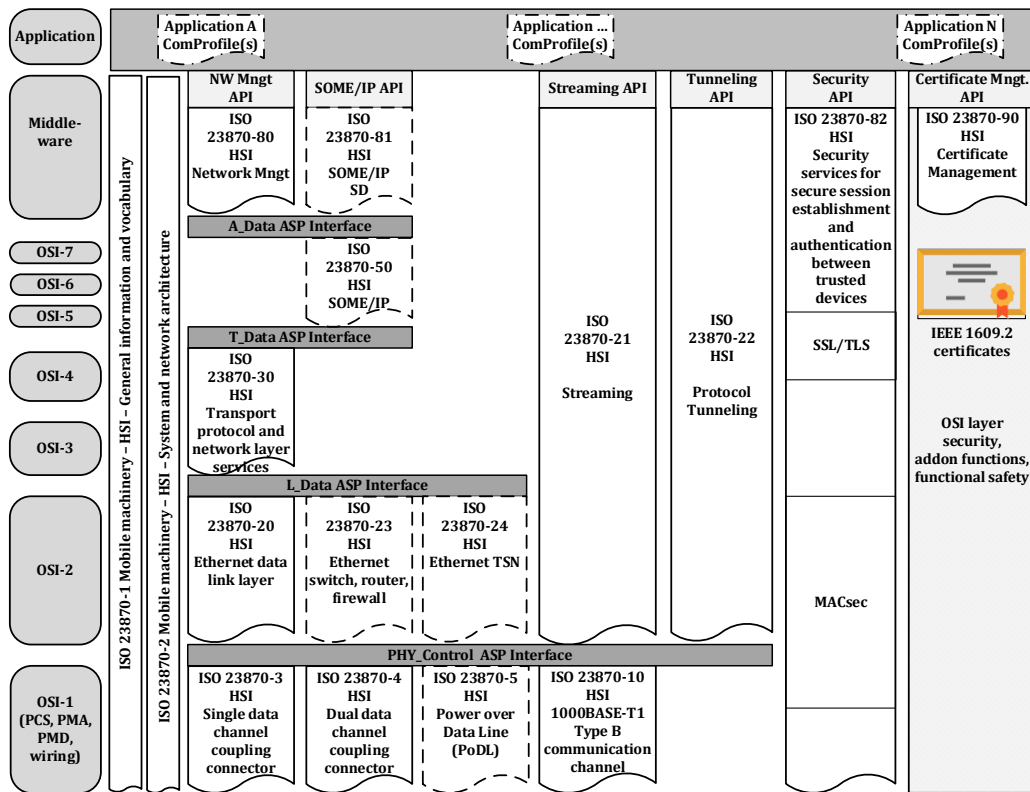 Application
Application A
ComProfile(s)
Application ...
ComProfile(s)
Application N
ComProfile(s)
Middle-
ware
OSI-7
OSI-6
OSI-5
OSI-4
OSI-3
OSI-2
OSI-1
(PCS, PMA,
PMD,
wiring)
ISO 23870-1 Mobile machinery – HSI – General information and vocabulary
ISO 23870-2 Mobile machinery – HSI – System and network architecture
NW Mngt
API
ISO
23870-80
HSI
Network Mngt
SOME/IP API
ISO
23870-81
HSI
SOME/IP
SD
A_Data ASP Interface
ISO
23870-50
HSI
SOME/IP
T_Data ASP Interface
ISO
23870-30
HSI
Transport
protocol and
network layer
services
L_Data ASP Interface
ISO
23870-20
HSI
Ethernet data
link layer
ISO
23870-23
HSI
Ethernet
switch, router,
firewall
ISO
23870-24
HSI
Ethernet TSN
Streaming API
ISO
23870-21
HSI
Streaming
Tunneling
API
ISO
23870-22
HSI
Protocol
Tunneling
PHY_Control ASP Interface
ISO 23870-3
HSI
Single data
channel
coupling
connector
ISO 23870-4
HSI
Dual data
channel
coupling
connector
ISO 23870-5
HSI
Power over
Data Line
(PoDL)
ISO 23870-10
HSI
1000BASE-T1
Type B
communication
channel
Security
API
ISO 23870-82
HSI
Security
services for
secure session
establishment
and
authentication
between
trusted
devices
SSL/TLS
MACsec
Certificate Mngt.
API
ISO 23870-90
HSI
Certificate
Management
IEEE 1609.2
certificates
OSI layer
security,
addon functions,
functional safety